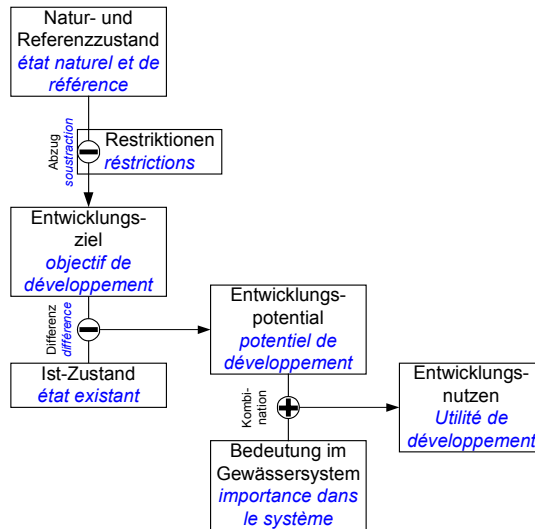 Natur- und
Referenzzustand
état naturel et de
référence
Abzug
soustraction
Restriktionen
réstrictions
Entwicklungs-
ziel
objectif de
développement
Differenz
différence
Ist-Zustand
état existant
Entwicklungs-
potential
potentiel de
développement
Kombi-
nation
Bedeutung im
Gewässersystem
importance dans
le système
Entwicklungs-
nutzen
Utilité de
développement